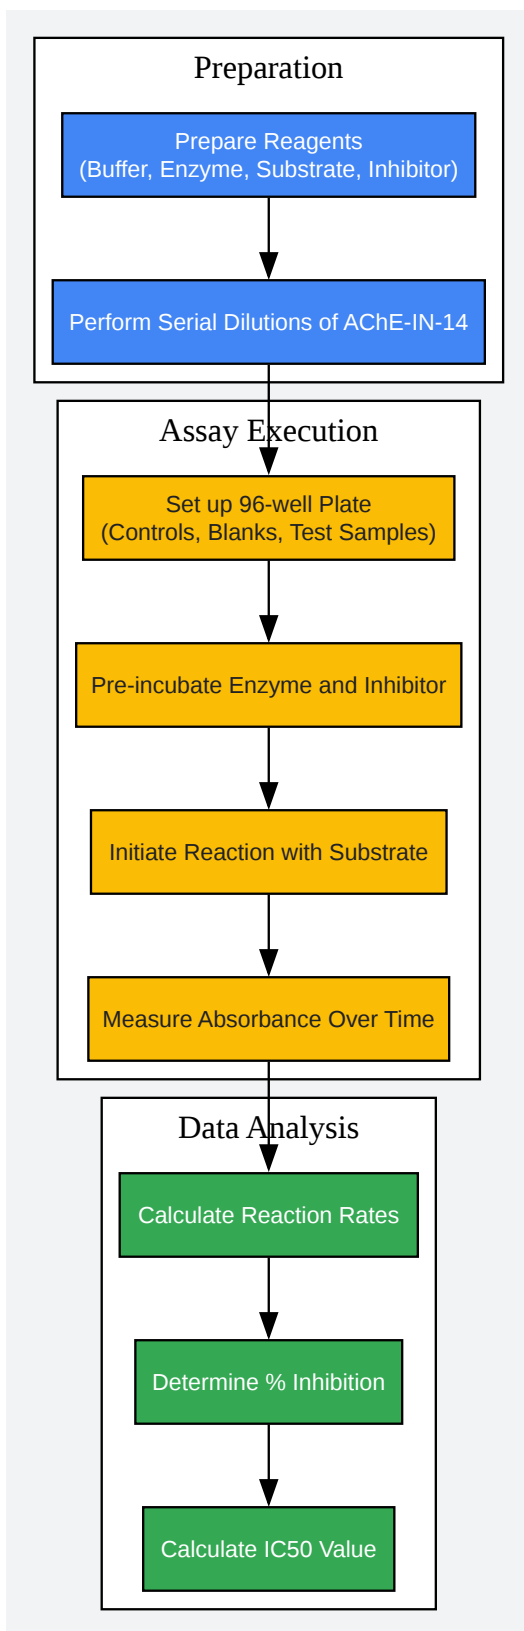 Preparation
Prepare Reagents
(Buffer, Enzyme, Substrate, Inhibitor)
Perform Serial Dilutions of AChE-IN-14
Assay Execution
Set up 96-well Plate
(Controls, Blanks, Test Samples)
Pre-incubate Enzyme and Inhibitor
Initiate Reaction with Substrate
Measure Absorbance Over Time
Data Analysis
Calculate Reaction Rates
Determine % Inhibition
Calculate IC50 Value